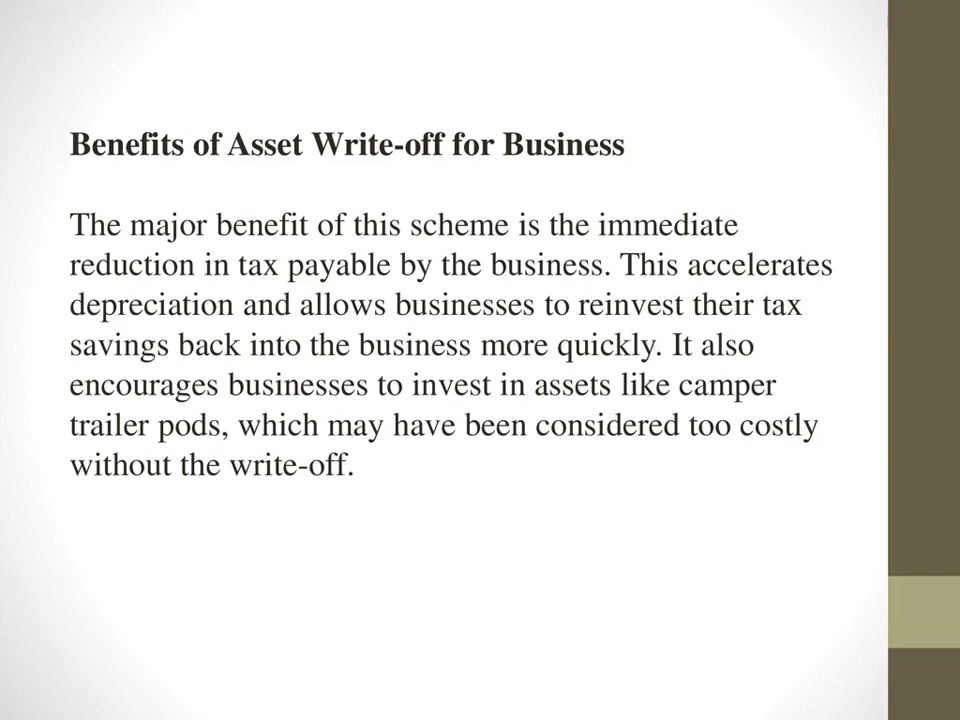 Benefits of Asset Write-off for Business
The major benefit of this scheme is the immediate
reduction in tax payable by the business. This accelerates
depreciation and allows businesses to reinvest their tax
savings back into the business more quickly. It also
encourages businesses to invest in assets like camper
trailer pods, which may have been considered too costly
without the write-off.